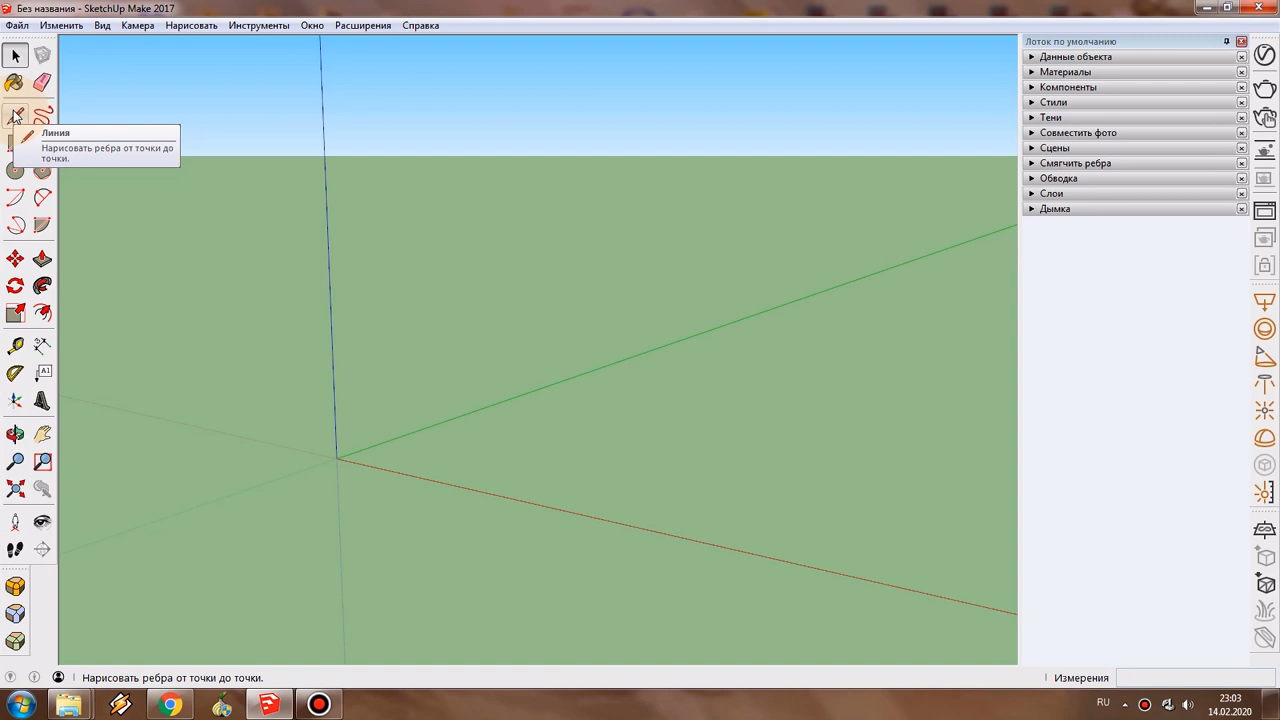 Без названия - SketchUp Make 2017
Файл Изменить Вид Камера Нарисовать Инструменты Окно Расширения Справка
Лоток по умолчанию
Данные объекта
Материалы
Компоненты
Стили
Тени
Совместить фото
Сцены
Смягчить ребра
Обводка
Слои
Дымка
Линия
Нарисовать ребра от точки до
точки.
A1
Нарисовать ребра от точки до точки.
Измерения
RU
23:03
14.02.2020